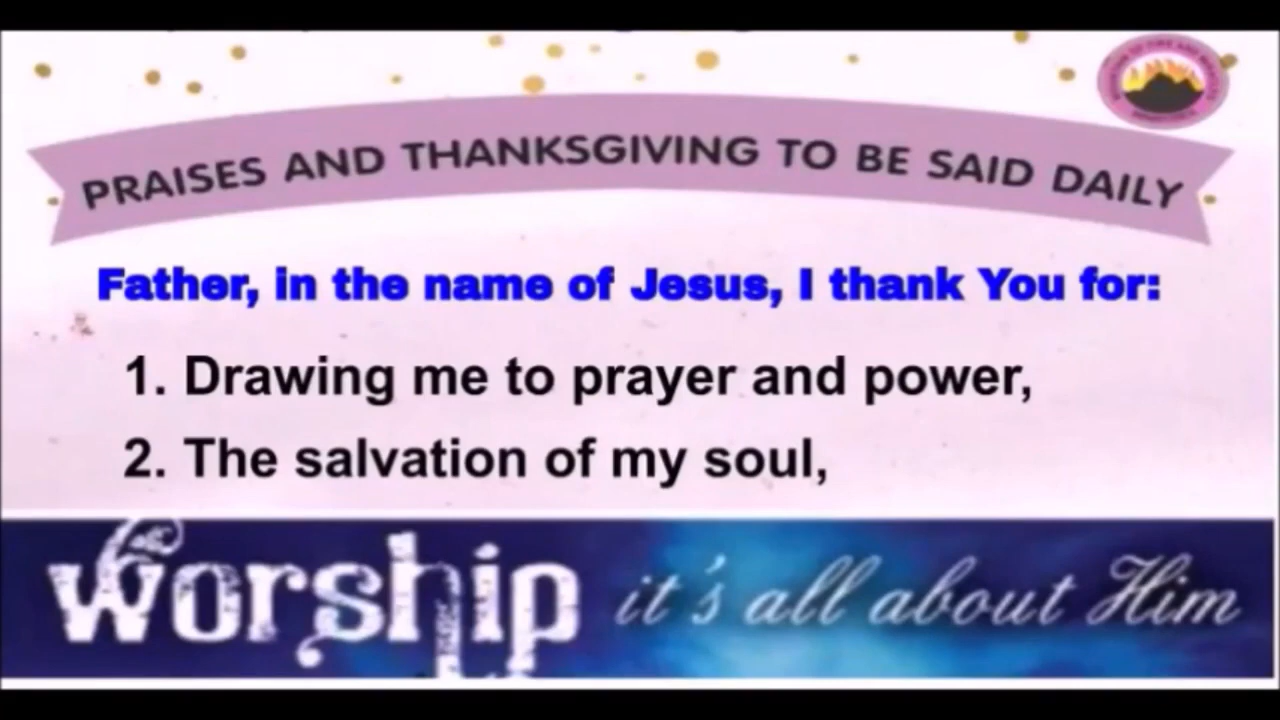 PRAISES AND THANKSGIVING TO BE SAID DAILY
Father, in the name of Jesus, I thank You for:
1. Drawing me to prayer and power,
2. The salvation of my soul,
worship it's all about Him